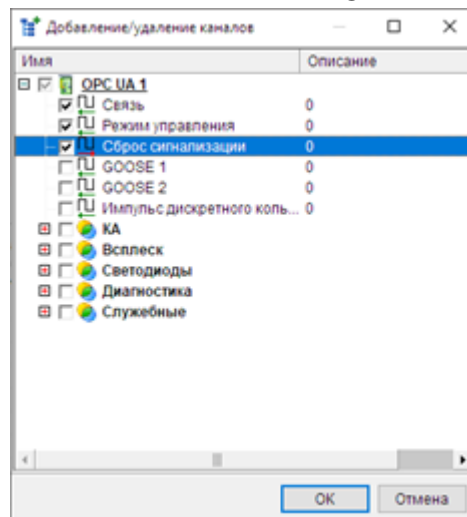 Добавление/удаление каналов
Имя Описание
OPC UA 1
Связь 0
Режим управления 0
Сброс сигнализации 0
GOOSE 1 0
GOOSE 2 0
Импульс дискретного коль... 0
КА
Всплеск
Светодиоды
Диагностика
Служебные
OK Отмена